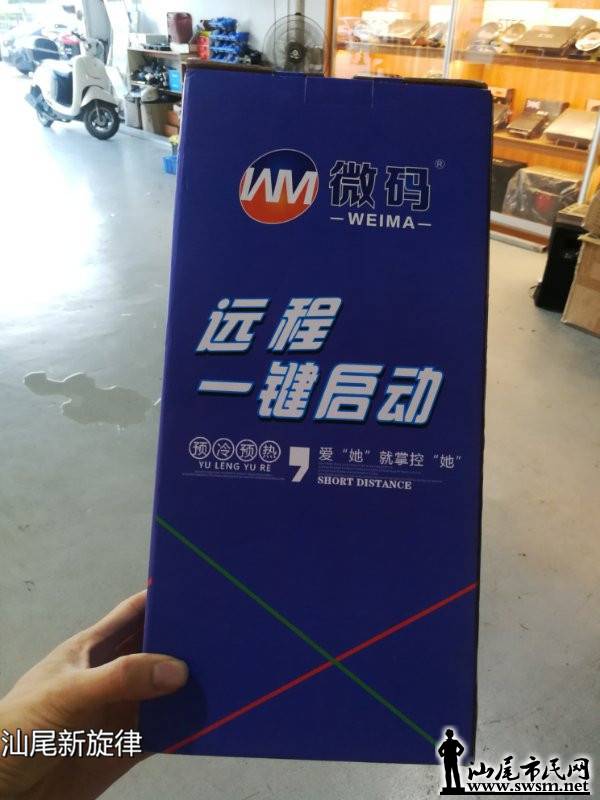 WM 微码®
WEIMA
远程
一键启动
预冷预热 , 爱“她”就掌控“她”
YU LENG YU RE
SHORT DISTANCE
汕尾新旋律
汕尾市民网
www.swsm.net